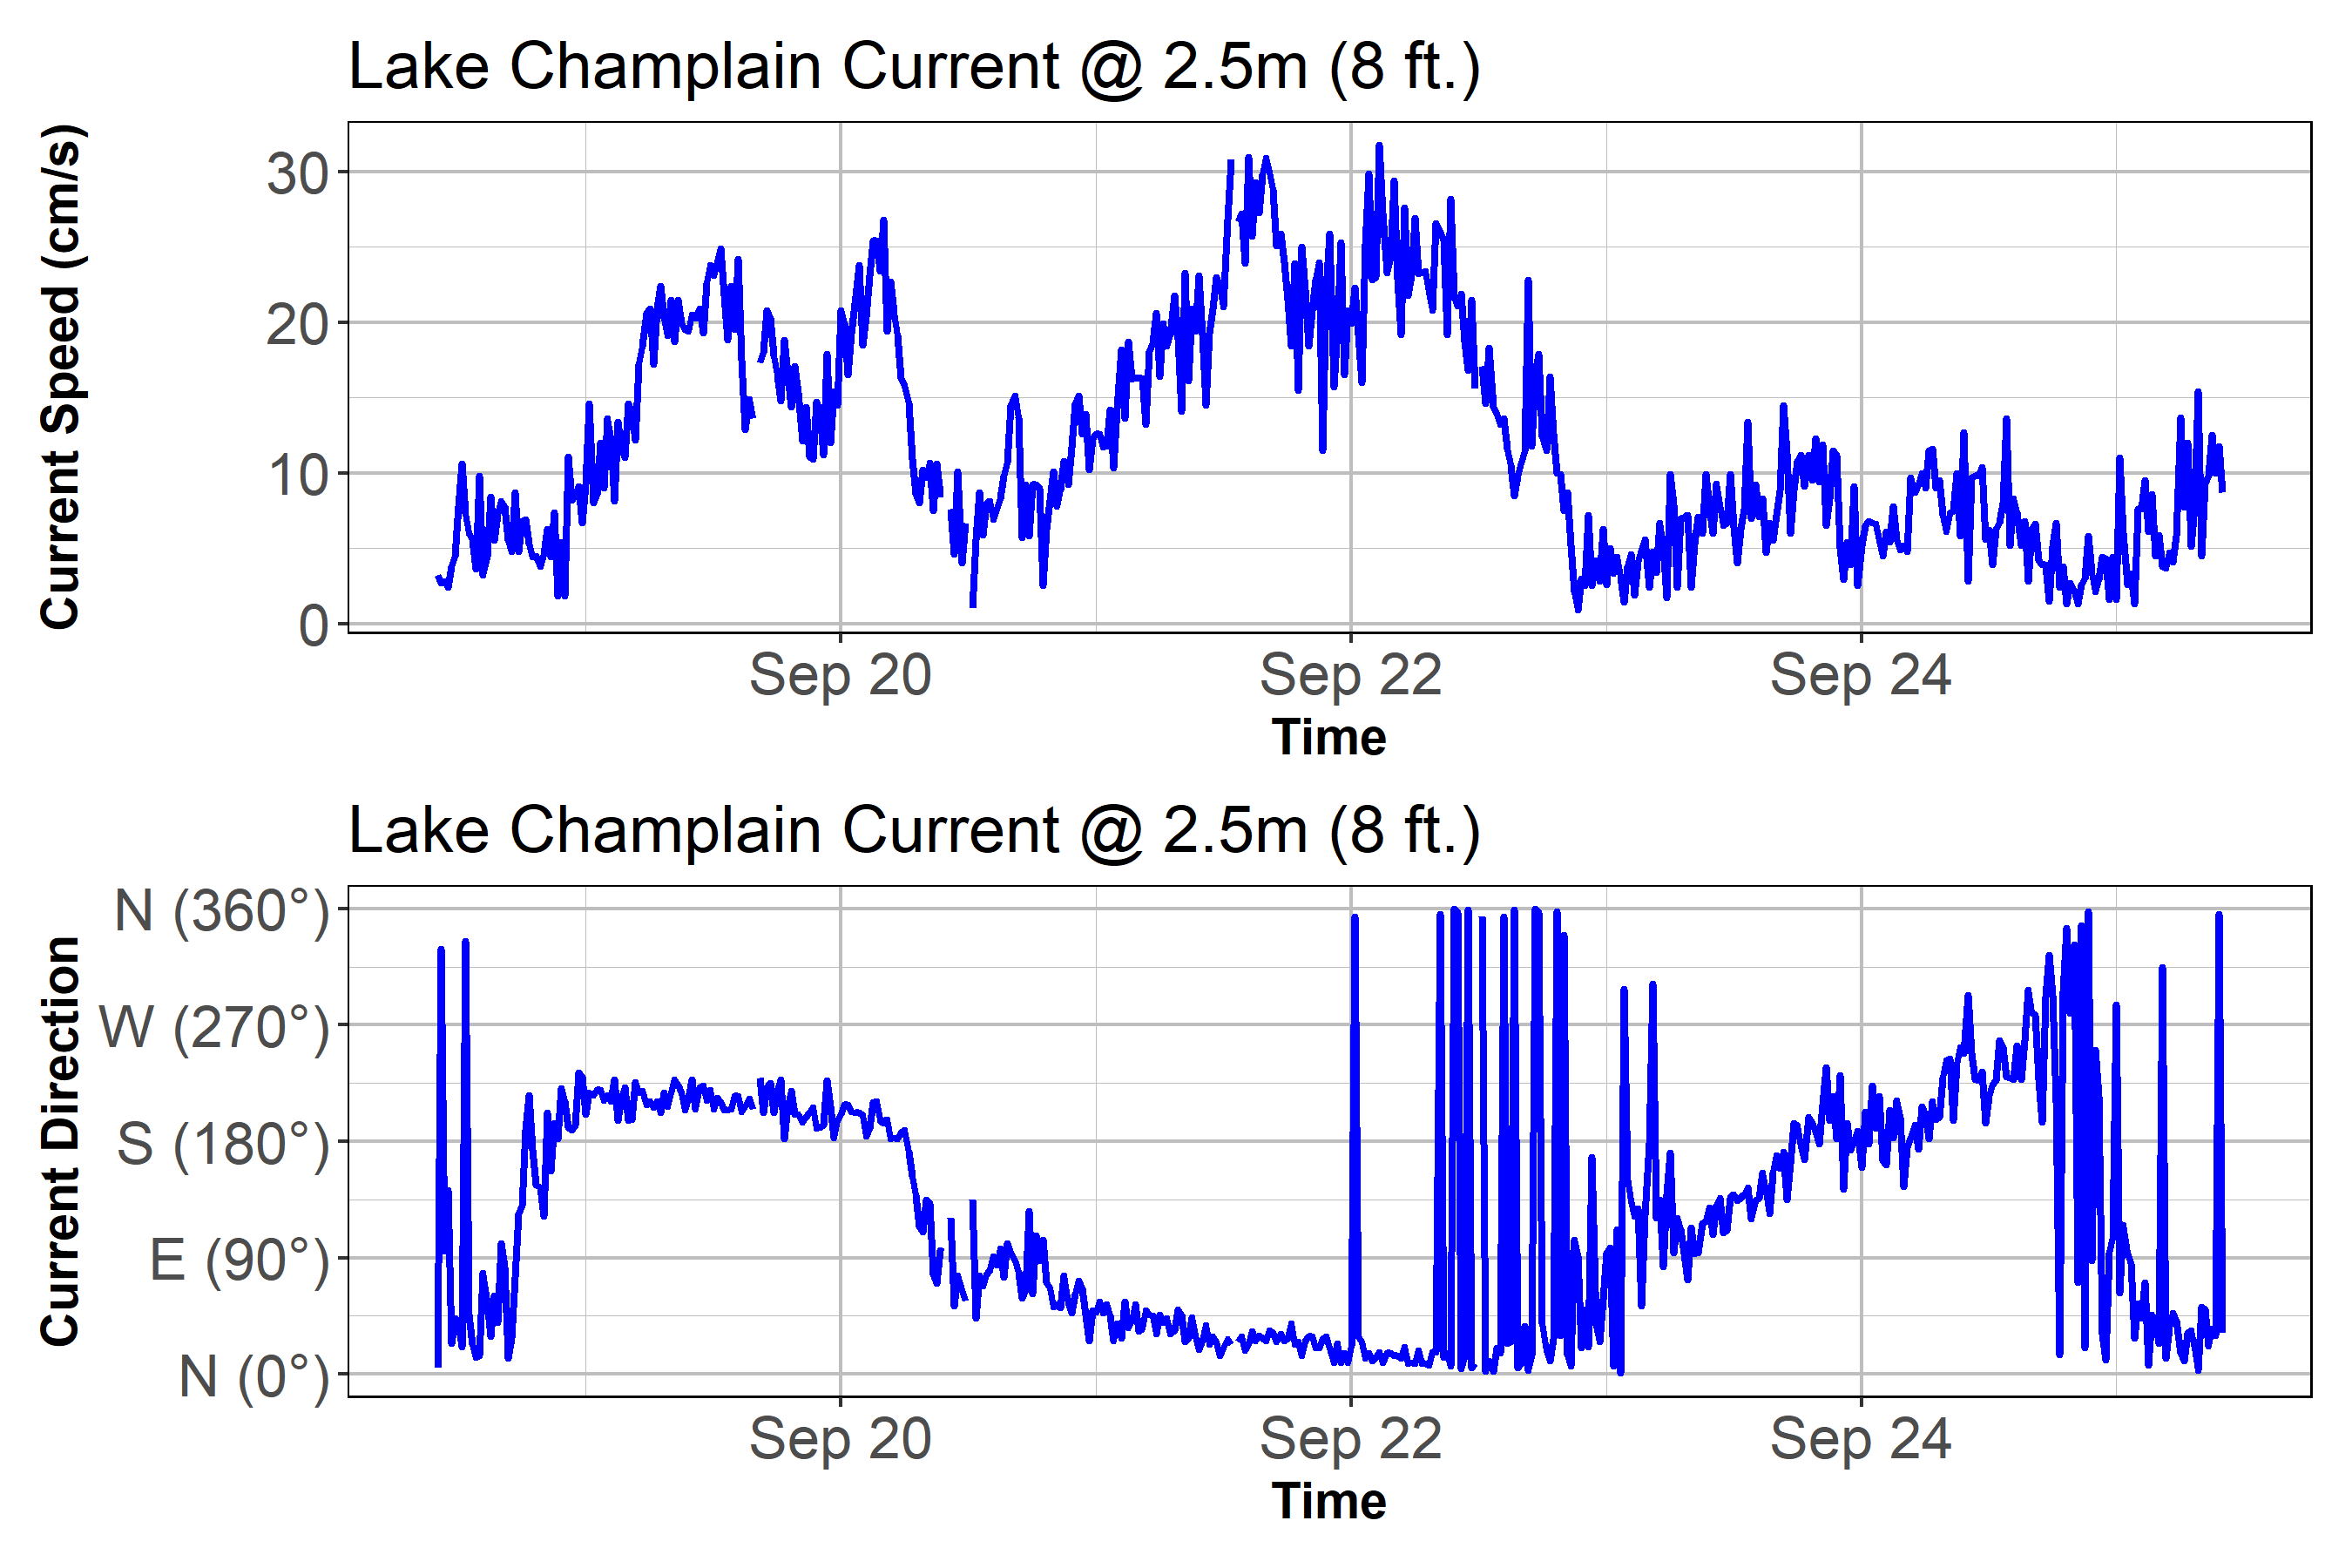 Lake Champlain Current @ 2.5m (8 ft.)
Current Speed (cm/s)
30
20
10
0
Sep 20 Sep 22 Sep 24
Time
Lake Champlain Current @ 2.5m (8 ft.)
Current Direction
N (360°)
W (270°)
S (180°)
E (90°)
N (0°)
Sep 20 Sep 22 Sep 24
Time